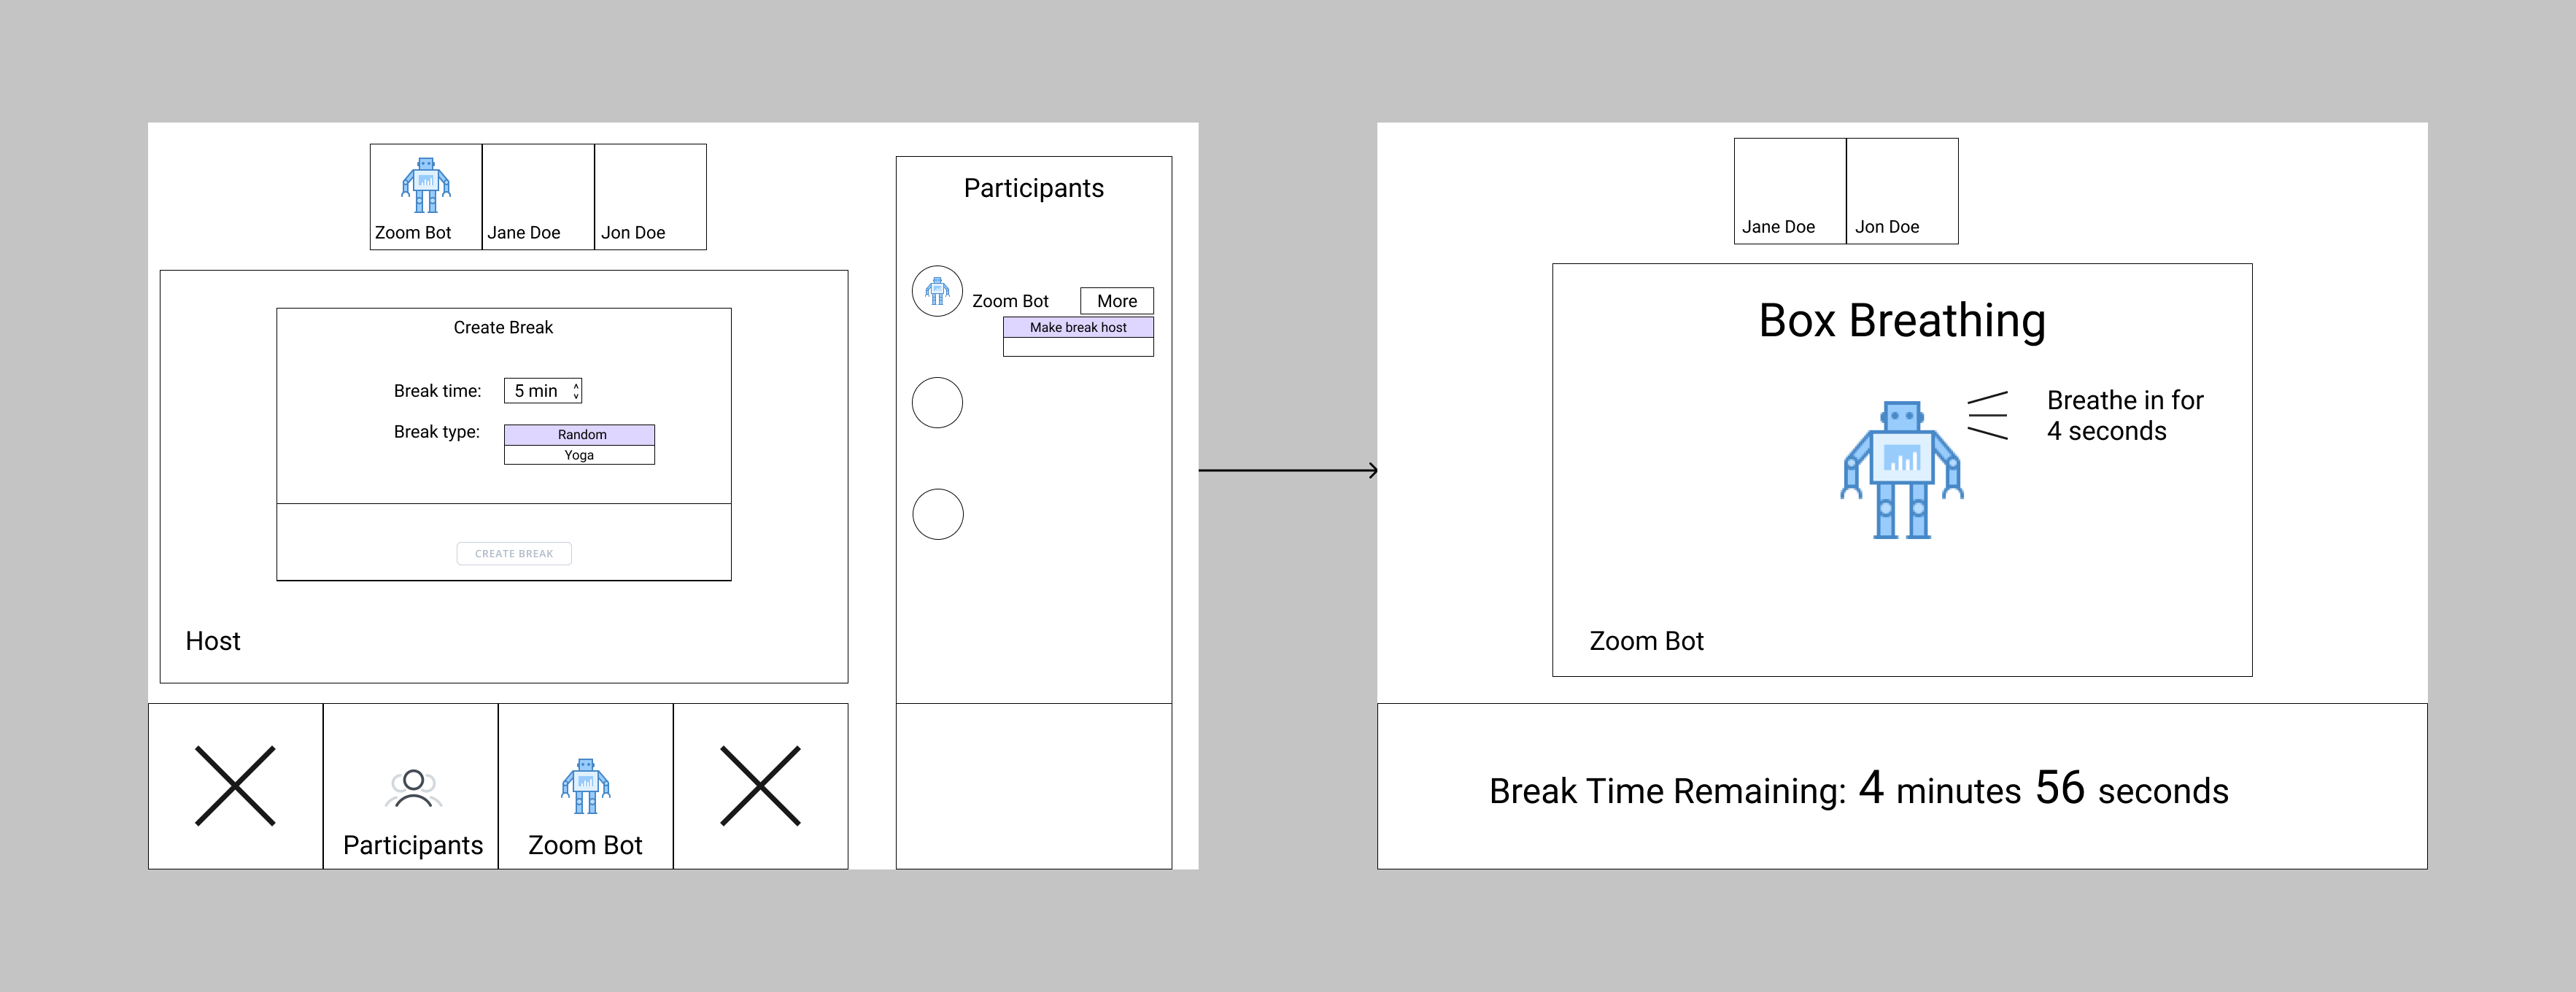 Zoom Bot
Jane Doe
Jon Doe
Create Break
Break time: 5 min
Break type: Random
Yoga
CREATE BREAK
Host
Participants
Zoom Bot
Participants
Zoom Bot More
Make break host
Jane Doe
Jon Doe
Box Breathing
Breathe in for
4 seconds
Zoom Bot
Break Time Remaining: 4 minutes 56 seconds